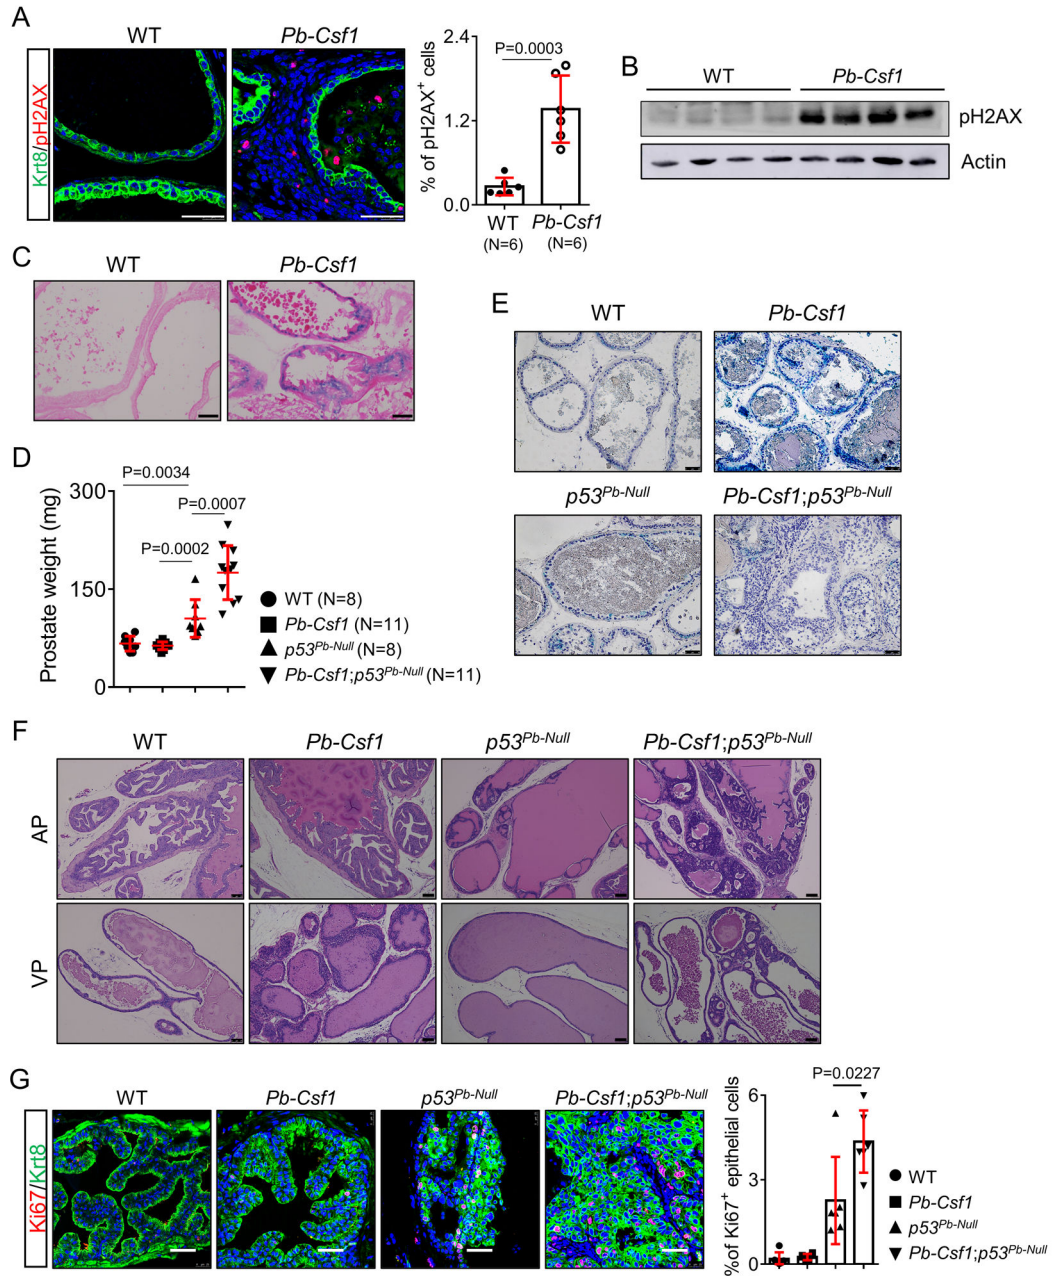 A
WT
Pb-Csf1
Krt8/pH2AX
% of pH2AX+ cells
2.4
1.2
0.0
P=0.0003
WT
(N=6)
Pb-Csf1
(N=6)
B
WT
Pb-Csf1
pH2AX
Actin
C
WT
Pb-Csf1
D
Prostate weight (mg)
300
150
0
P=0.0034
P=0.0007
P=0.0002
WT (N=8)
Pb-Csf1 (N=11)
p53Pb-Null (N=8)
Pb-Csf1;p53Pb-Null (N=11)
E
WT
Pb-Csf1
p53Pb-Null
Pb-Csf1;p53Pb-Null
F
WT
Pb-Csf1
p53Pb-Null
Pb-Csf1;p53Pb-Null
AP
VP
G
WT
Pb-Csf1
p53Pb-Null
Pb-Csf1;p53Pb-Null
Ki67/Krt8
%of Ki67+ epithelial cells
6
3
0
P=0.0227
WT
Pb-Csf1
p53Pb-Null
Pb-Csf1;p53Pb-Null